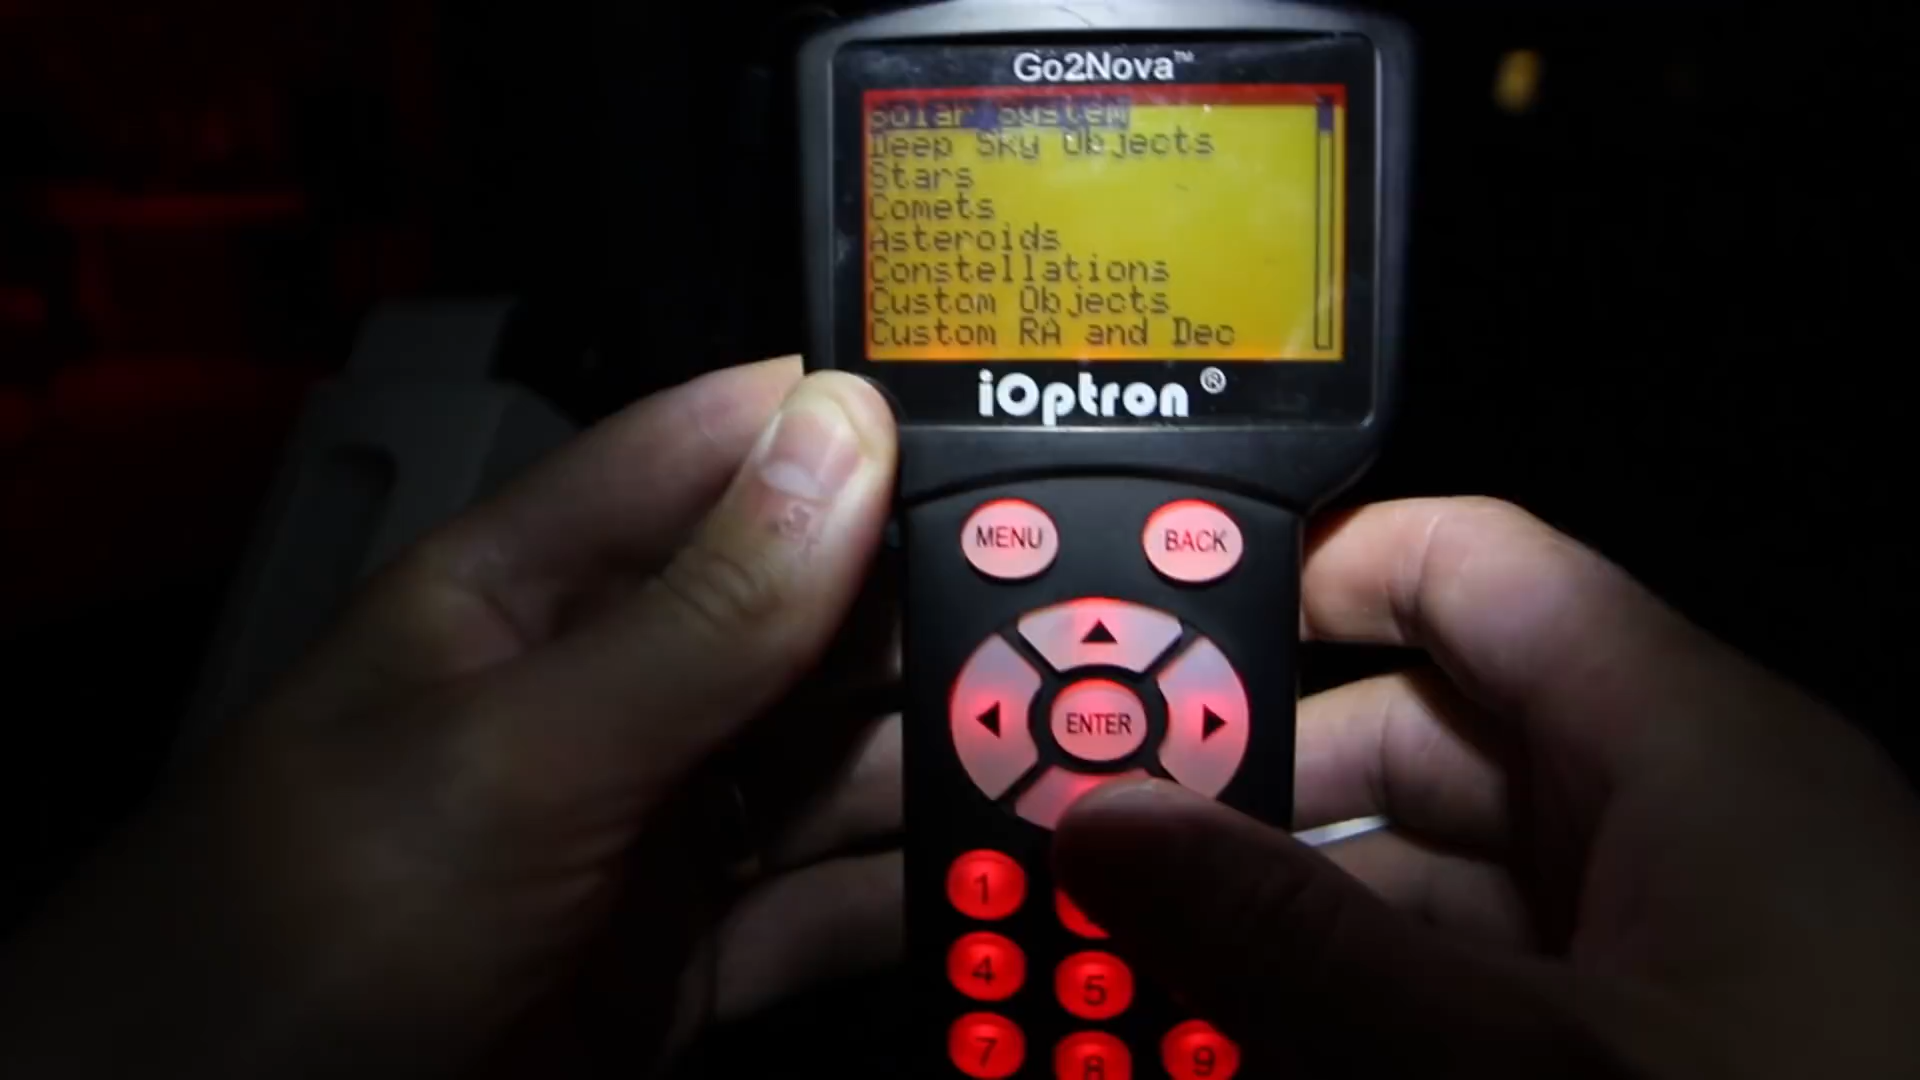 Go2Nova™
Solar System
Deep Sky Objects
Stars
Comets
Asteroids
Constellations
Custom Objects
Custom RA and Dec
iOptron®
MENU BACK
ENTER
1
4 5
7 8 9